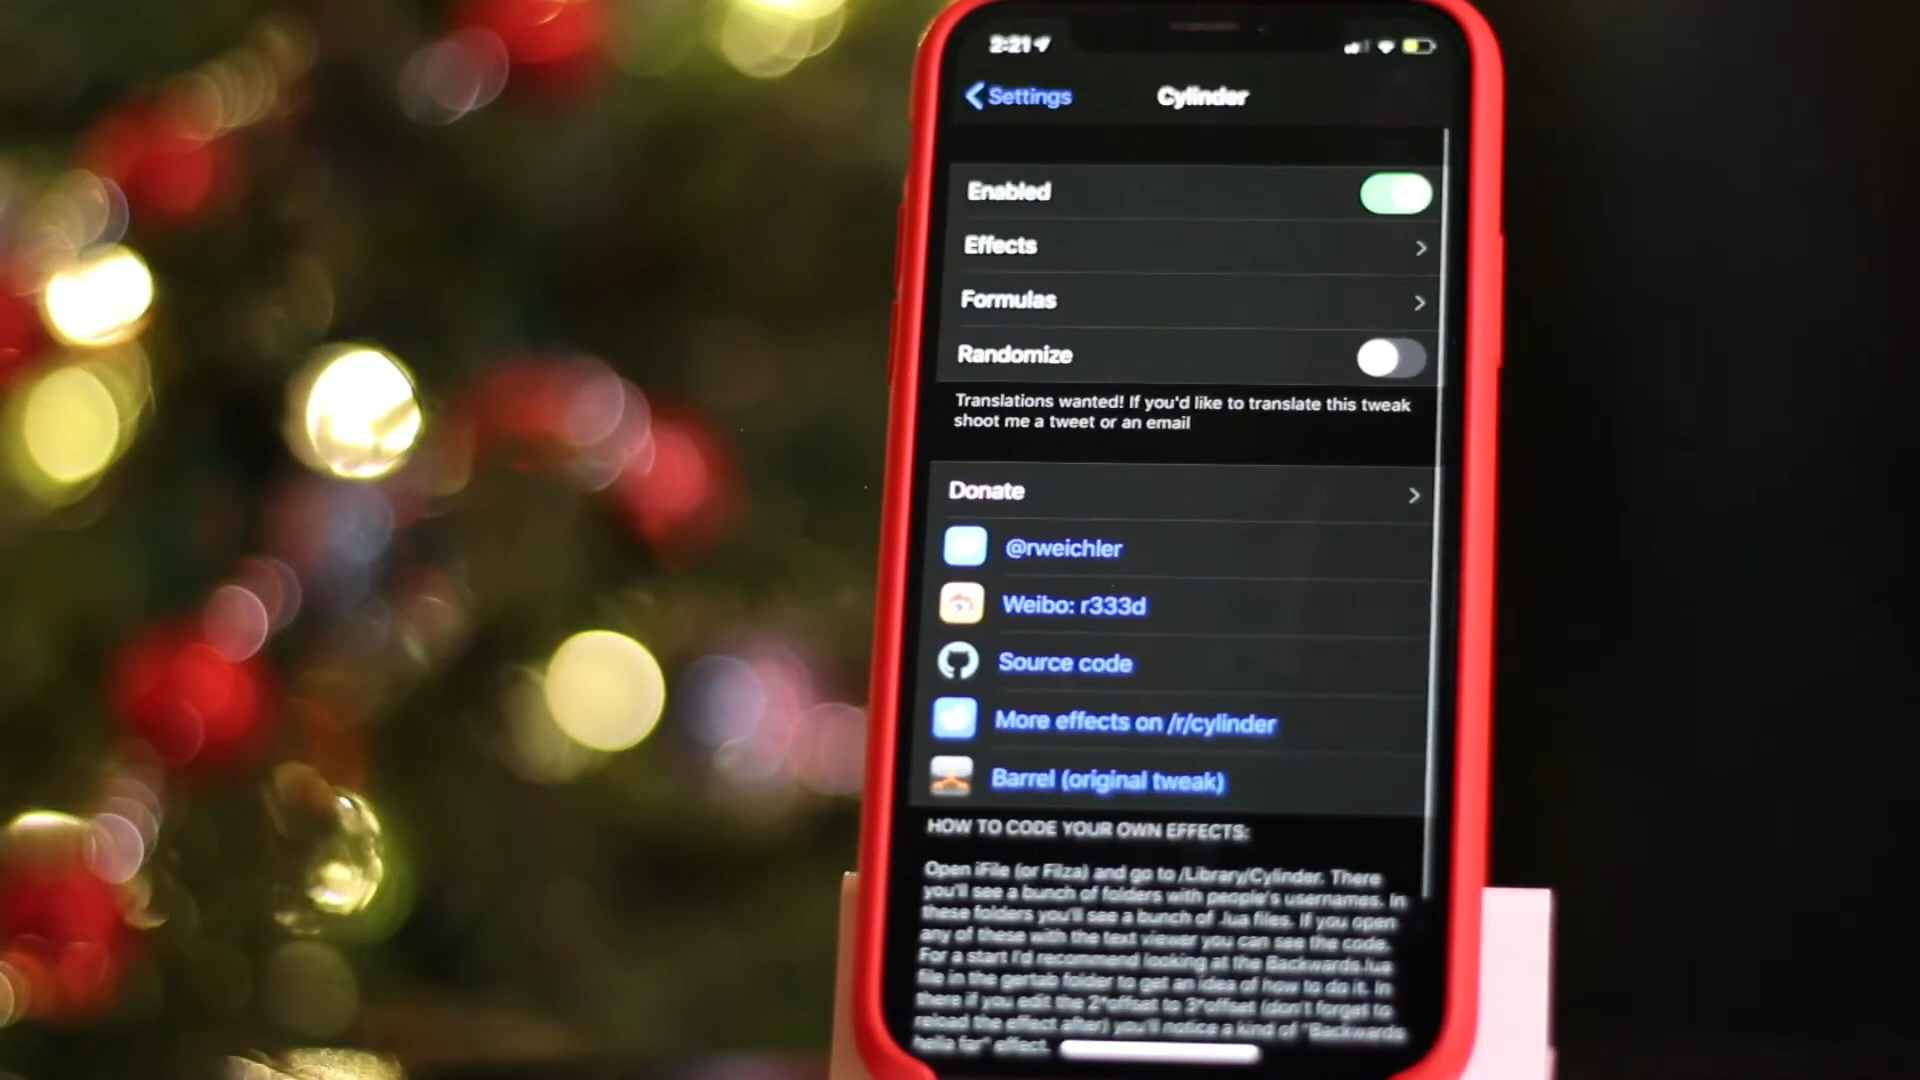 2:21
Settings
Cylinder
Enabled
Effects
Formulas
Randomize
Translations wanted! If you'd like to translate this tweak
shoot me a tweet or an email
Donate
@rweichler
Weibo: r333d
Source code
More effects on /r/cylinder
Barrel (original tweak)
HOW TO CODE YOUR OWN EFFECTS:
Open iFile (or Filza) and go to /Library/Cylinder. There
you'll see a bunch of folders with people's usernames. In
these folders you'll see a bunch of .lua files. If you open
any of these with the text viewer you can see the code.
For a start I'd recommend looking at the Backwards.lua
file in the gertab folder to get an idea of how to do it. In
there if you edit the 2*offset to 3*offset (don't forget to
reload the effect after) you'll notice a kind of "Backwards
hella far" effect.